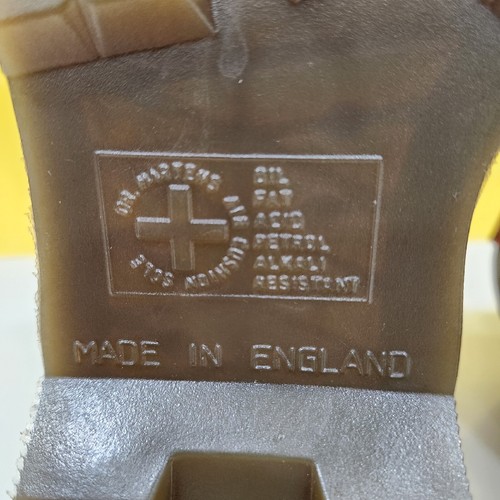 DR. MARTENS AIR CUSHION SOLE
OIL
FAT
ACID
PETROL
ALKALI
RESISTANT
MADE IN ENGLAND